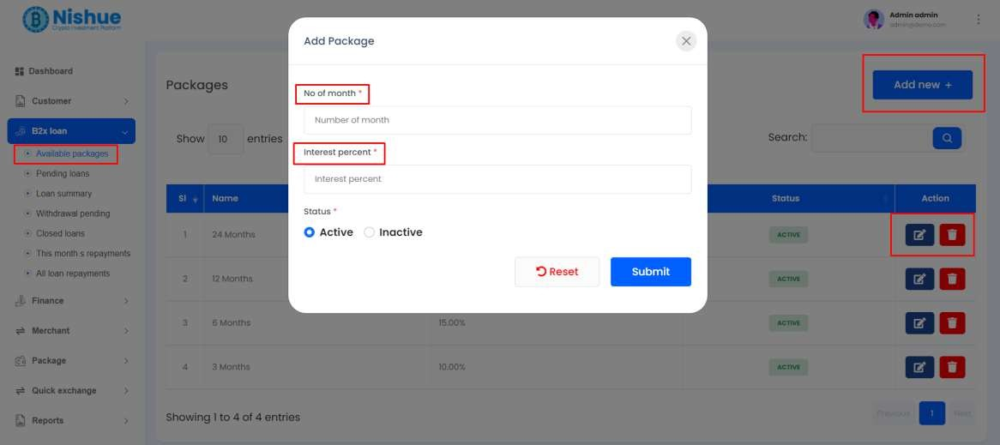 Nishue
Crypto Investment Platform
Admin admin
admin@demo.com
Dashboard
Customer
B2x loan
Available packages
Pending loans
Loan summary
Withdrawal pending
Closed loans
This month s repayments
All loan repayments
Finance
Merchant
Package
Quick exchange
Reports
Packages
Add new +
Show 10 entries
Search:
Sl Name Status Action
1 24 Months ACTIVE
2 12 Months ACTIVE
3 6 Months 15.00% ACTIVE
4 3 Months 10.00% ACTIVE
Showing 1 to 4 of 4 entries
Previous 1 Next
Add Package
No of month *
Number of month
Interest percent *
Interest percent
Status *
Active Inactive
Reset Submit